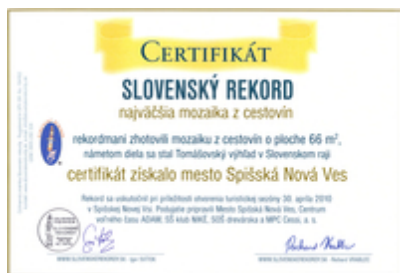 CERTIFIKÁT
SLOVENSKÝ REKORD
najväčšia mozaika z cestovín
rekordmani zhotovili mozaiku z cestovín o ploche 66 m²,
námetom diela sa stal Tomášovský výhľad v Slovenskom raji
certifikát získalo mesto Spišská Nová Ves
Rekord sa uskutočnil pri príležitosti otvorenia turistickej sezóny 30. apríla 2010
v Spišskej Novej Vsi. Podujatie pripravili Mesto Spišská Nová Ves, Centrum
voľného času ADAM, SŠ klub NIKÉ, SOŠ drevárska a MPC Cessi, a. s.